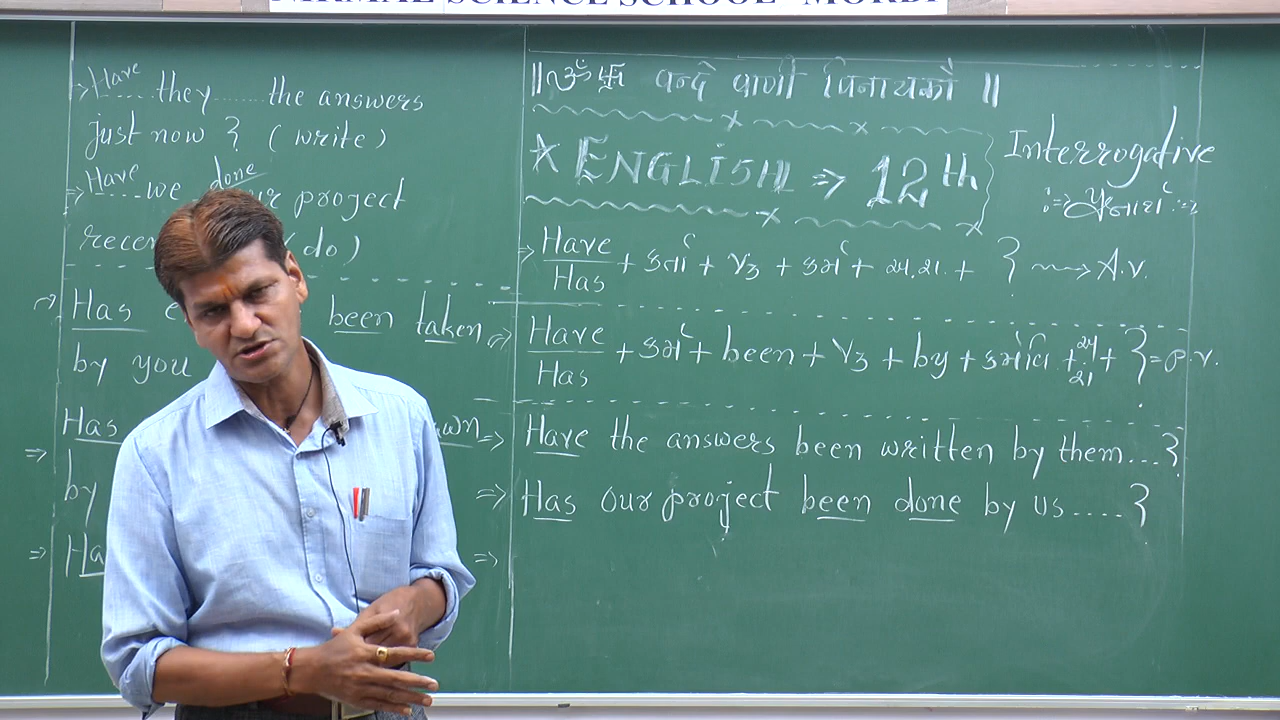 NIRMAL SCIENCE SCHOOL - MORBI
⇒ Have ..... they ...... the answers
just now ? ( write )
⇒ Have .... we done our project
( do )
Has been taken
by you
Has
⇒ by
⇒
॥ ॐ 卐 वन्दे वाणी विनायकौ ॥
* ENGLISH ⇒ 12th
Interrogative
:⇒ પ્રશ્નાર્થ :⇒
⇒ Have/Has + કર્તા + V3 + કર્મ + સ્થ.શ. + ? → A.V.
⇒ Have/Has + કર્મ + been + V3 + by + કર્મણિ + + ? = P.V.
⇒ Have the answers been written by them...?
⇒ Has our project been done by us ....?
⇒